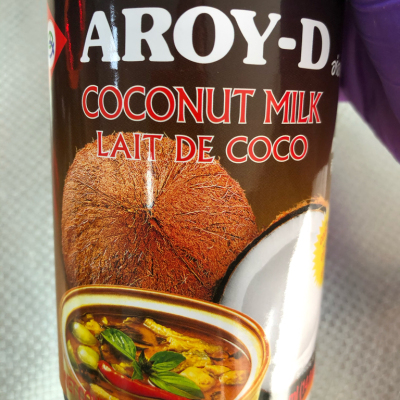 AROY-D
COCONUT MILK
LAIT DE COCO